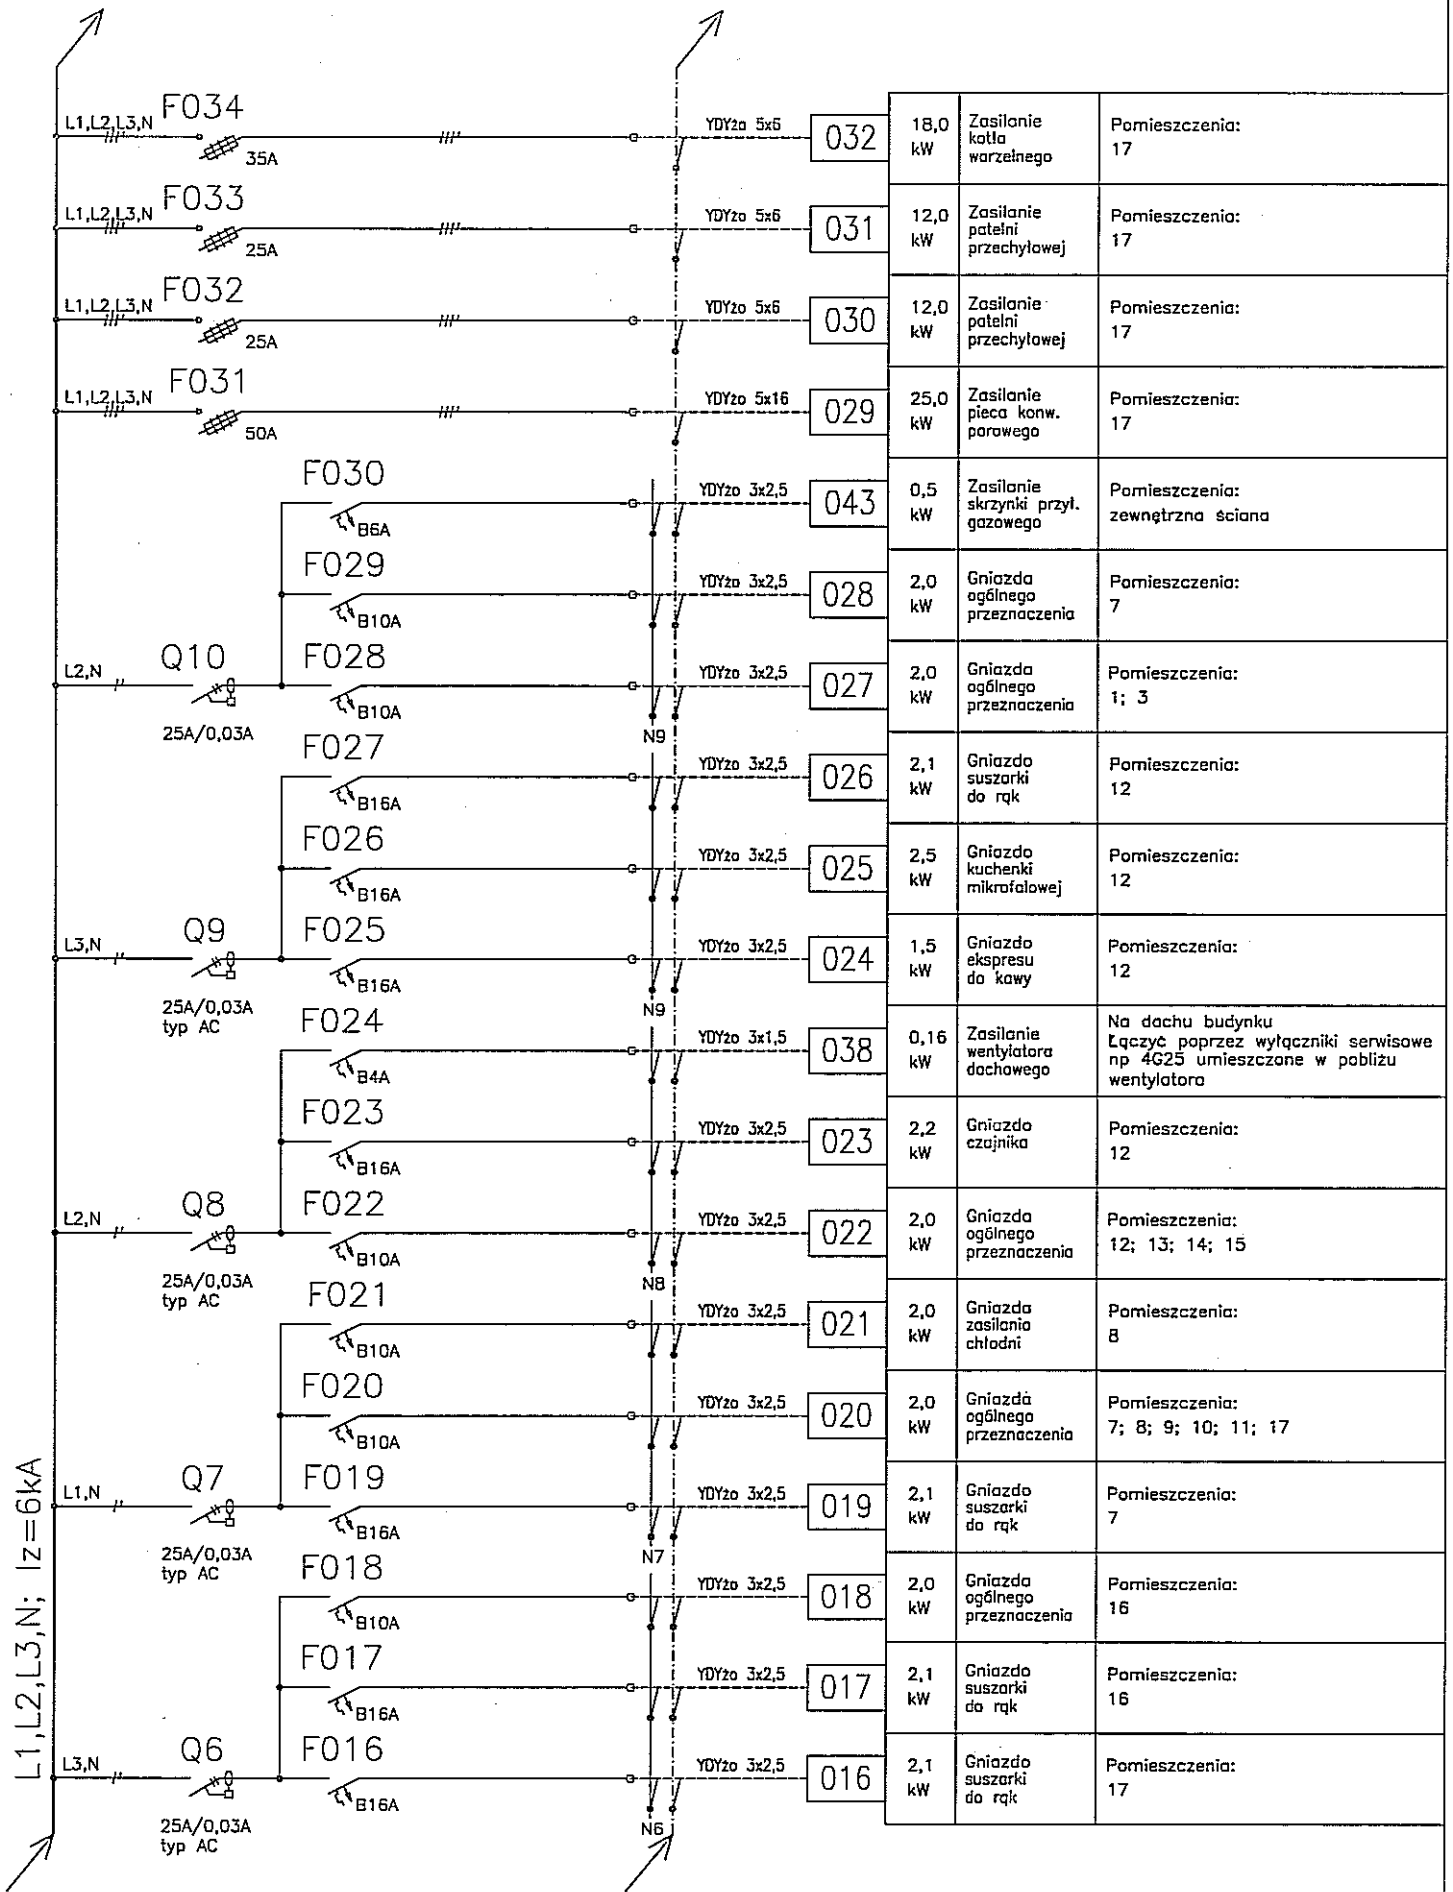 F034
L1,L2,L3,N
35A
YDYżo 5x6
032
18,0
kW
Zasilanie
kotła
warzelnego
Pomieszczenia:
17
F033
L1,L2,L3,N
25A
YDYżo 5x6
031
12,0
kW
Zasilanie
patelni
przechyłowej
Pomieszczenia:
17
F032
L1,L2,L3,N
25A
YDYżo 5x6
030
12,0
kW
Zasilanie
patelni
przechyłowej
Pomieszczenia:
17
F031
L1,L2,L3,N
50A
YDYżo 5x16
029
25,0
kW
Zasilanie
pieca konw.
parowego
Pomieszczenia:
17
F030
B6A
YDYżo 3x2,5
043
0,5
kW
Zasilanie
skrzynki przył.
gazowego
Pomieszczenia:
zewnętrzna ściana
F029
B10A
YDYżo 3x2,5
028
2,0
kW
Gniazda
ogólnego
przeznaczenia
Pomieszczenia:
7
L2,N
Q10
25A/0,03A
F028
B10A
N9
YDYżo 3x2,5
027
2,0
kW
Gniazda
ogólnego
przeznaczenia
Pomieszczenia:
1; 3
F027
B16A
YDYżo 3x2,5
026
2,1
kW
Gniazdo
suszarki
do rąk
Pomieszczenia:
12
F026
B16A
YDYżo 3x2,5
025
2,5
kW
Gniazdo
kuchenki
mikrofalowej
Pomieszczenia:
12
L3,N
Q9
25A/0,03A
typ AC
F025
B16A
N9
YDYżo 3x2,5
024
1,5
kW
Gniazdo
ekspresu
do kawy
Pomieszczenia:
12
F024
B4A
YDYżo 3x1,5
038
0,16
kW
Zasilanie
wentylatora
dachowego
Na dachu budynku
Łączyć poprzez wyłączniki serwisowe
np 4G25 umieszczone w pobliżu
wentylatora
F023
B16A
YDYżo 3x2,5
023
2,2
kW
Gniazdo
czajnika
Pomieszczenia:
12
L2,N
Q8
25A/0,03A
typ AC
F022
B10A
N8
YDYżo 3x2,5
022
2,0
kW
Gniazda
ogólnego
przeznaczenia
Pomieszczenia:
12; 13; 14; 15
F021
B10A
YDYżo 3x2,5
021
2,0
kW
Gniazda
zasilania
chłodni
Pomieszczenia:
8
F020
B10A
YDYżo 3x2,5
020
2,0
kW
Gniazda
ogólnego
przeznaczenia
Pomieszczenia:
7; 8; 9; 10; 11; 17
L1,N
Q7
25A/0,03A
typ AC
F019
B16A
N7
YDYżo 3x2,5
019
2,1
kW
Gniazdo
suszarki
do rąk
Pomieszczenia:
7
F018
B10A
YDYżo 3x2,5
018
2,0
kW
Gniazda
ogólnego
przeznaczenia
Pomieszczenia:
16
F017
B16A
YDYżo 3x2,5
017
2,1
kW
Gniazdo
suszarki
do rąk
Pomieszczenia:
16
L3,N
Q6
25A/0,03A
typ AC
F016
B16A
N6
YDYżo 3x2,5
016
2,1
kW
Gniazdo
suszarki
do rąk
Pomieszczenia:
17
L1,L2,L3,N; Iz=6kA